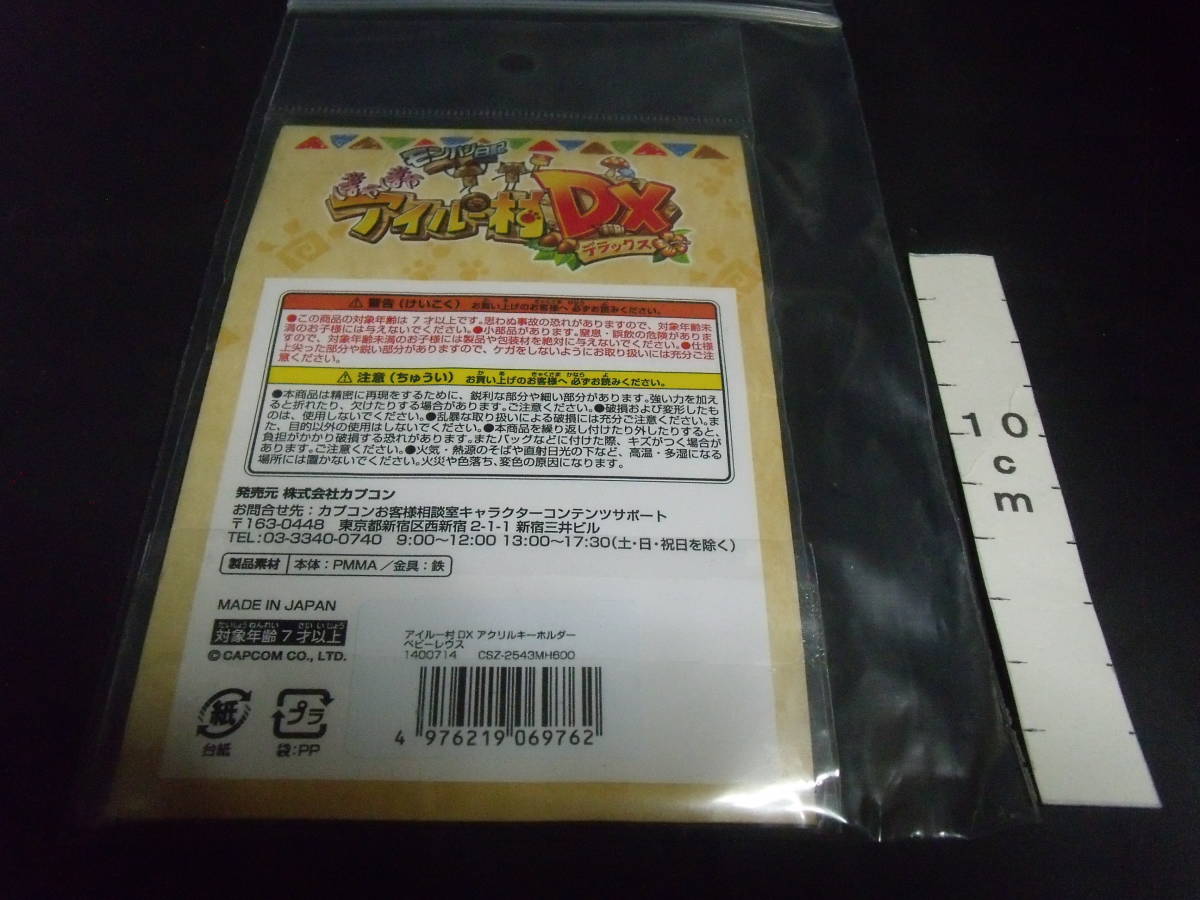 モンハン日記
ぽかぽか
アイルー村DX
デラックス
⚠警告(けいこく) お買い上げのお客様へ 必ずお読みください。
●この商品の対象年齢は7才以上です。思わぬ事故の恐れがありますので、対象年齢未
満のお子様には与えないでください。●小部品があります。窒息・誤飲の危険がありま
すので、対象年齢未満のお子様には製品や包装材を絶対に与えないでください。●仕様
上尖った部分や鋭い部分がありますので、ケガをしないようにお取り扱いには充分ご注
意ください。
⚠注意(ちゅうい) お買い上げのお客様へ 必ずお読みください。
●本商品は精密に再現をするために、鋭利な部分や細い部分があります。強い力を加え
ると折れたり、欠けたりする場合があります。ご注意ください。●破損および変形したも
のは、使用しないでください。●乱暴な取り扱いによる破損には充分ご注意ください。ま
た、目的以外の使用はしないでください。●本商品を繰り返し付けたり外したりすると、
負担がかかり破損する恐れがあります。またバッグなどに付けた際、キズがつく場合が
あります。ご注意ください。●火気・熱源のそばや直射日光の下など、高温・多湿になる
場所には置かないでください。火災や色落ち、変色の原因になります。
発売元 株式会社カプコン
お問合せ先:カプコンお客様相談室キャラクターコンテンツサポート
〒163-0448 東京都新宿区西新宿2-1-1 新宿三井ビル
TEL:03-3340-0740 9:00〜12:00 13:00〜17:30(土・日・祝日を除く)
製品素材 本体:PMMA/金具:鉄
MADE IN JAPAN
たいしょうねんれい さい いじょう
対象年齢7才以上
©CAPCOM CO., LTD.
アイルー村DX アクリルキーホルダー
ベビーレウス
1400714 CSZ-2543MH600
4 976219 069762
紙
台紙
プラ
袋:PP
10
cm